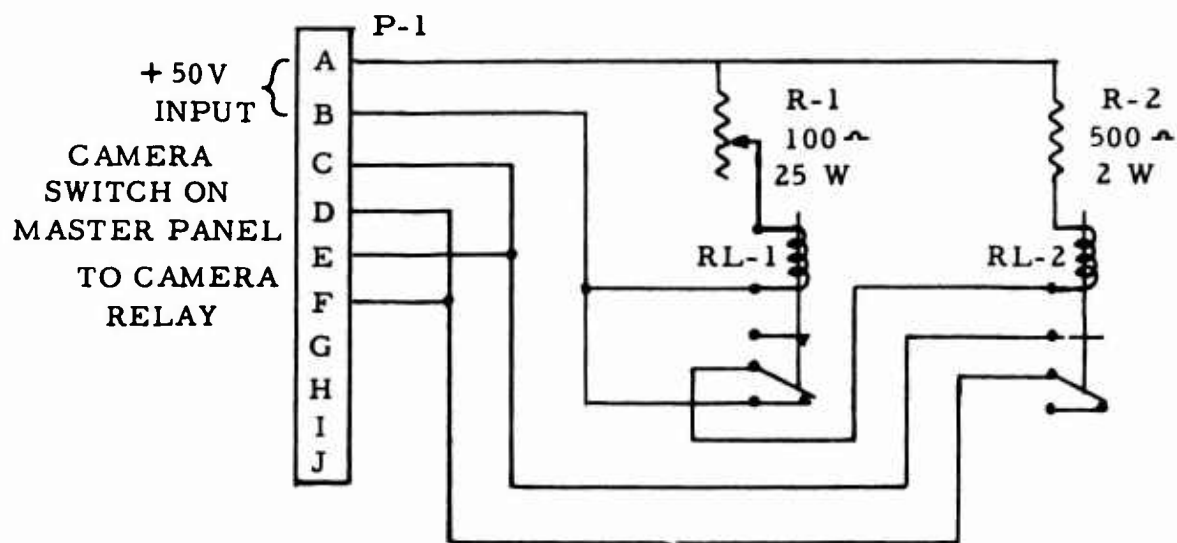 P-1
A
B
C
D
E
F
G
H
I
J
+ 50V
INPUT
CAMERA
SWITCH ON
MASTER PANEL
TO CAMERA
RELAY
R-1
100 Ω
25 W
R-2
500 Ω
2 W
RL-1
RL-2